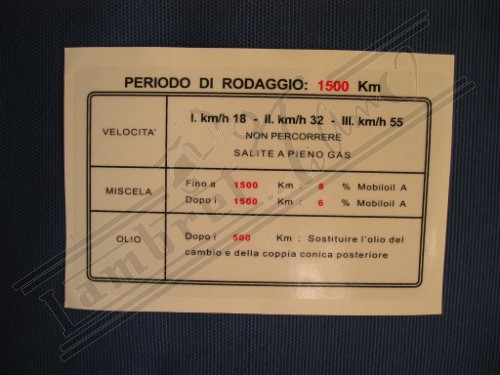 PERIODO DI RODAGGIO: 1500 Km
VELOCITA'
I. km/h 18 - II. km/h 32 - III. km/h 55
NON PERCORRERE
SALITE A PIENO GAS
MISCELA
Fino a 1500 Km : 8 % Mobiloil A
Dopo i 1500 Km : 6 % Mobiloil A
OLIO
Dopo i 500 Km : Sostituire l'olio del
cambio e della coppia conica posteriore